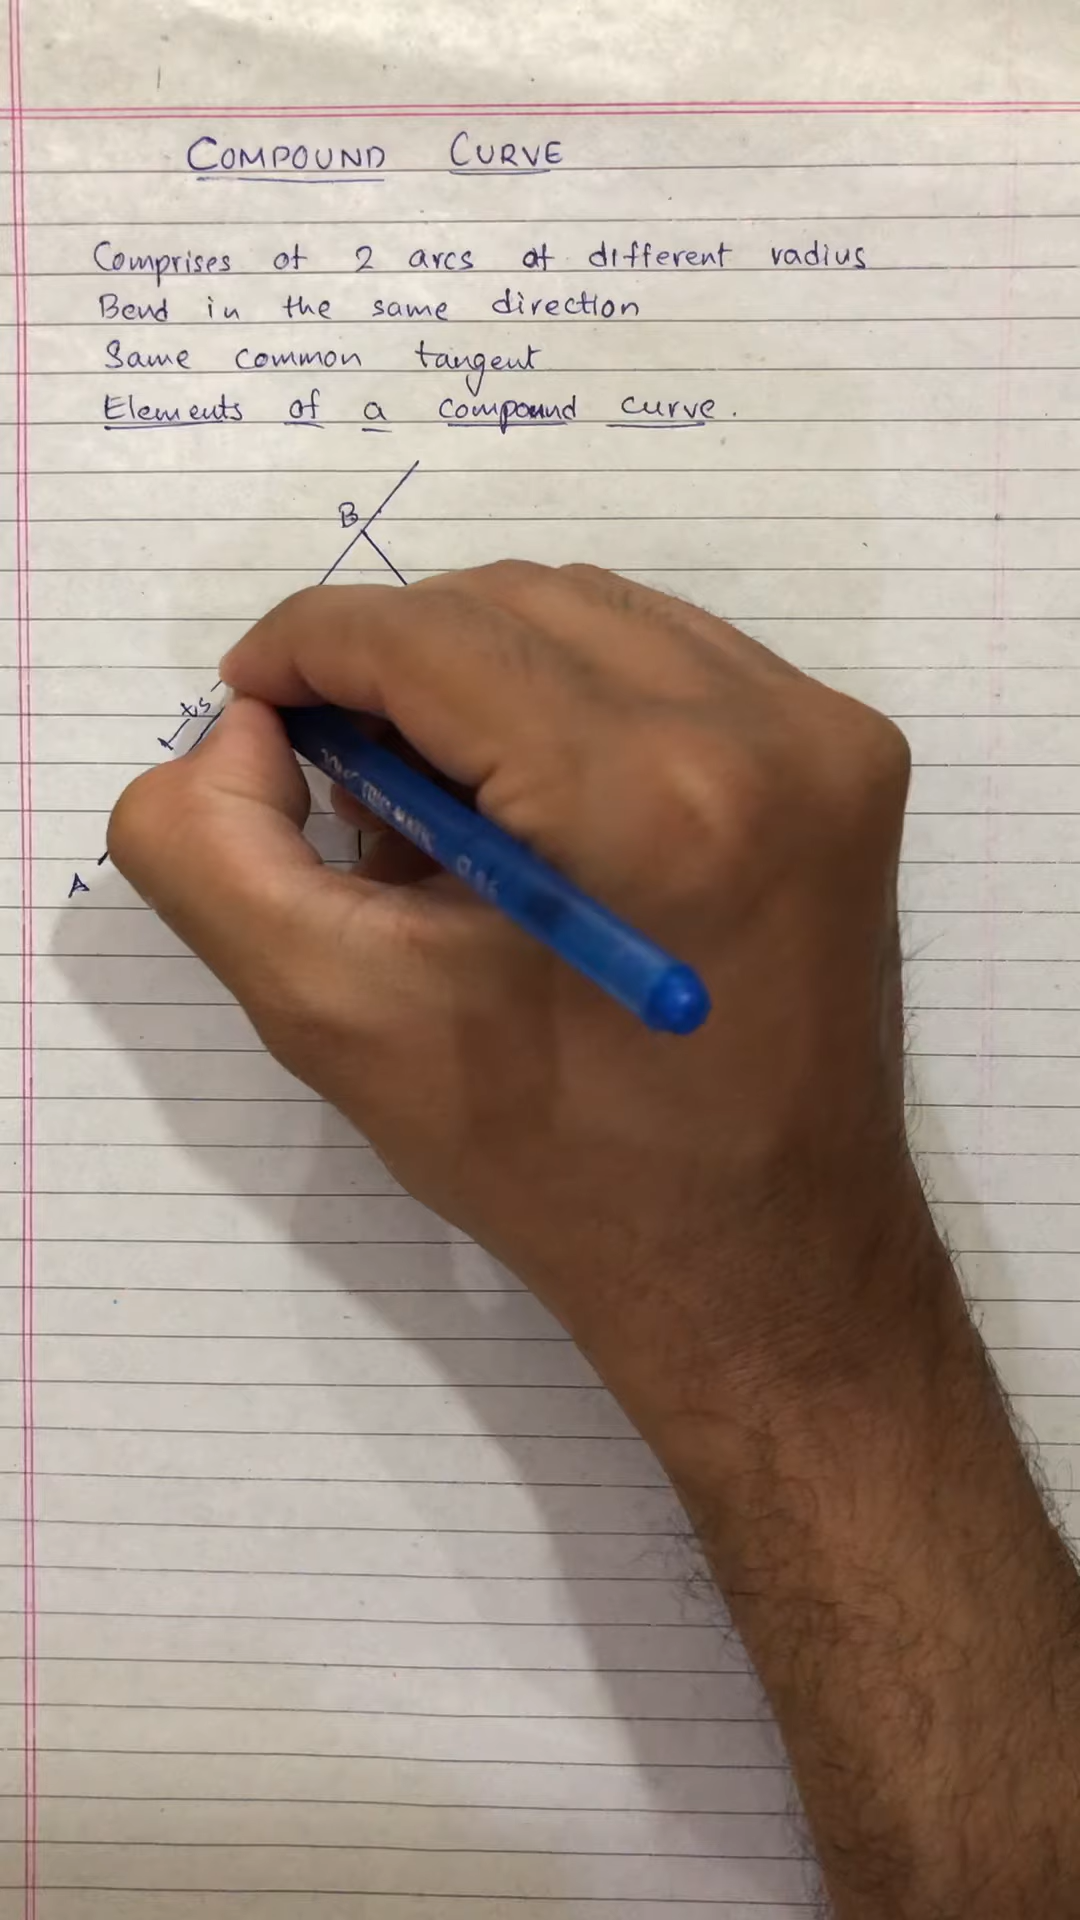 COMPOUND CURVE
Comprises of 2 arcs of different radius
Bend in the same direction
Same common tangent
Elements of a compound curve.
B
ts
A